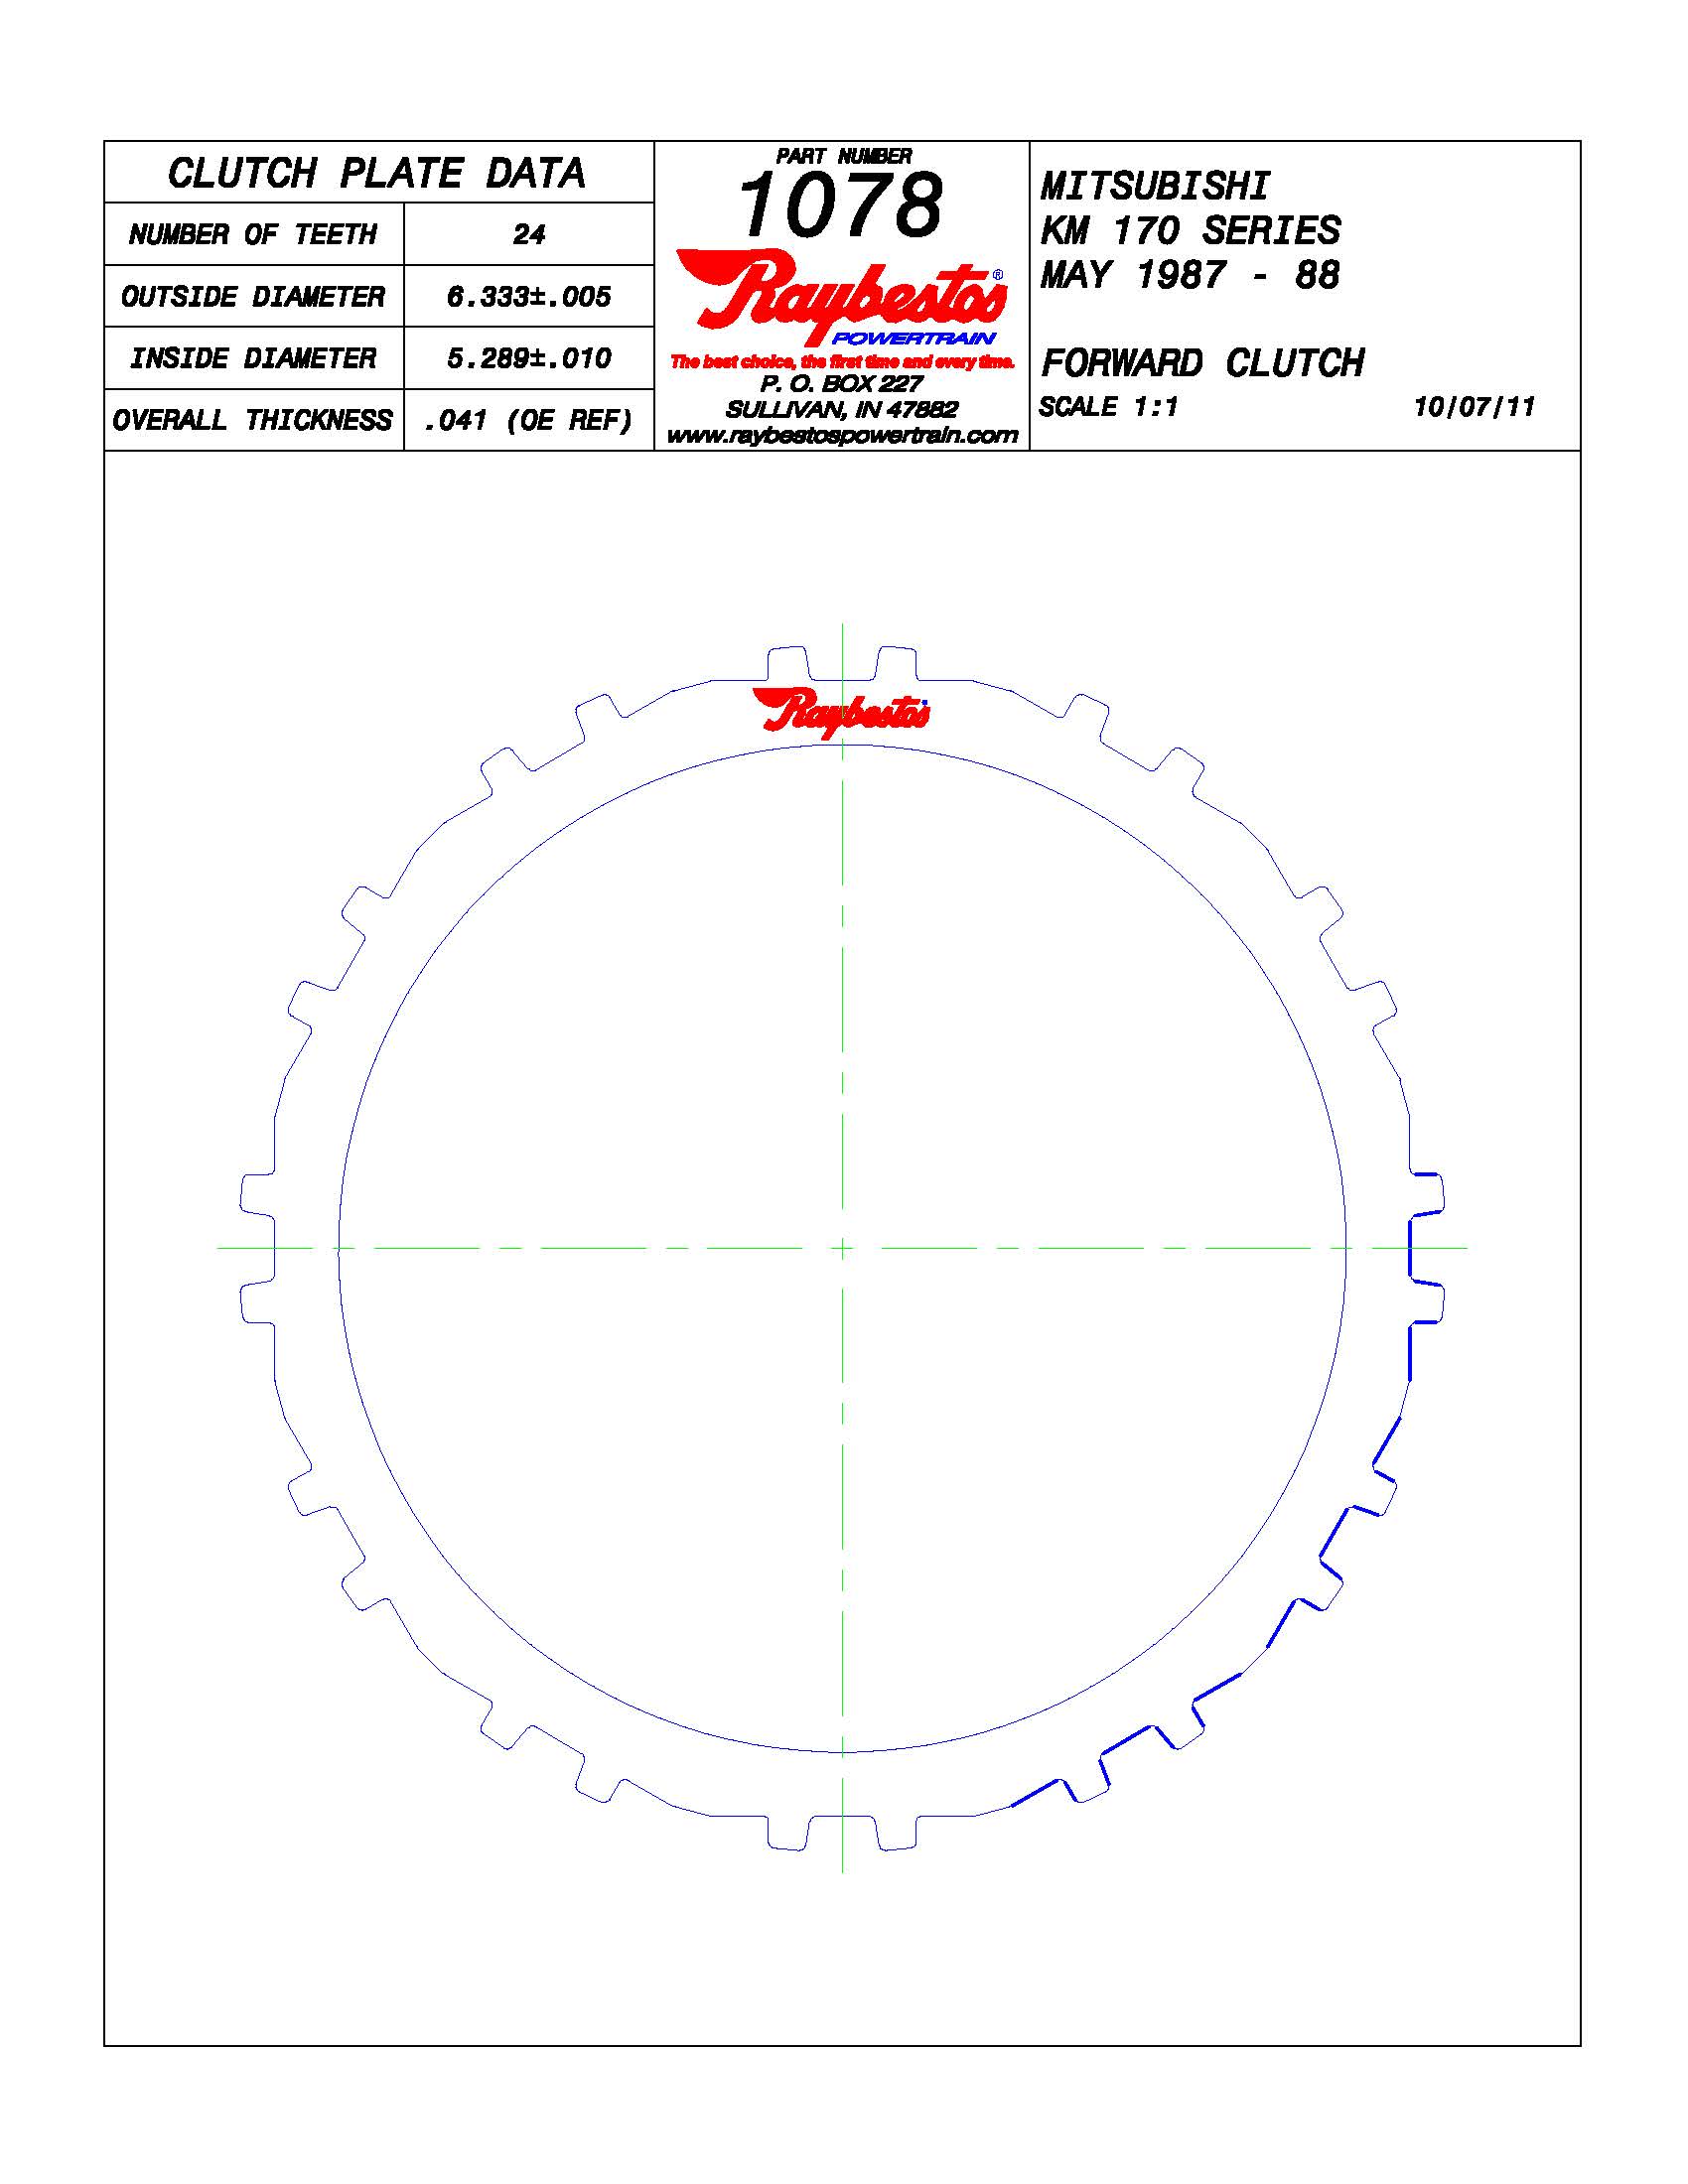 CLUTCH PLATE DATA
NUMBER OF TEETH 24
OUTSIDE DIAMETER 6.333±.005
INSIDE DIAMETER 5.289±.010
OVERALL THICKNESS .041 (OE REF)
PART NUMBER
1078
Raybestos®
POWERTRAIN
The best choice, the first time and every time.
P. O. BOX 227
SULLIVAN, IN 47882
www.raybestospowertrain.com
MITSUBISHI
KM 170 SERIES
MAY 1987 - 88
FORWARD CLUTCH
SCALE 1:1 10/07/11
Raybestos